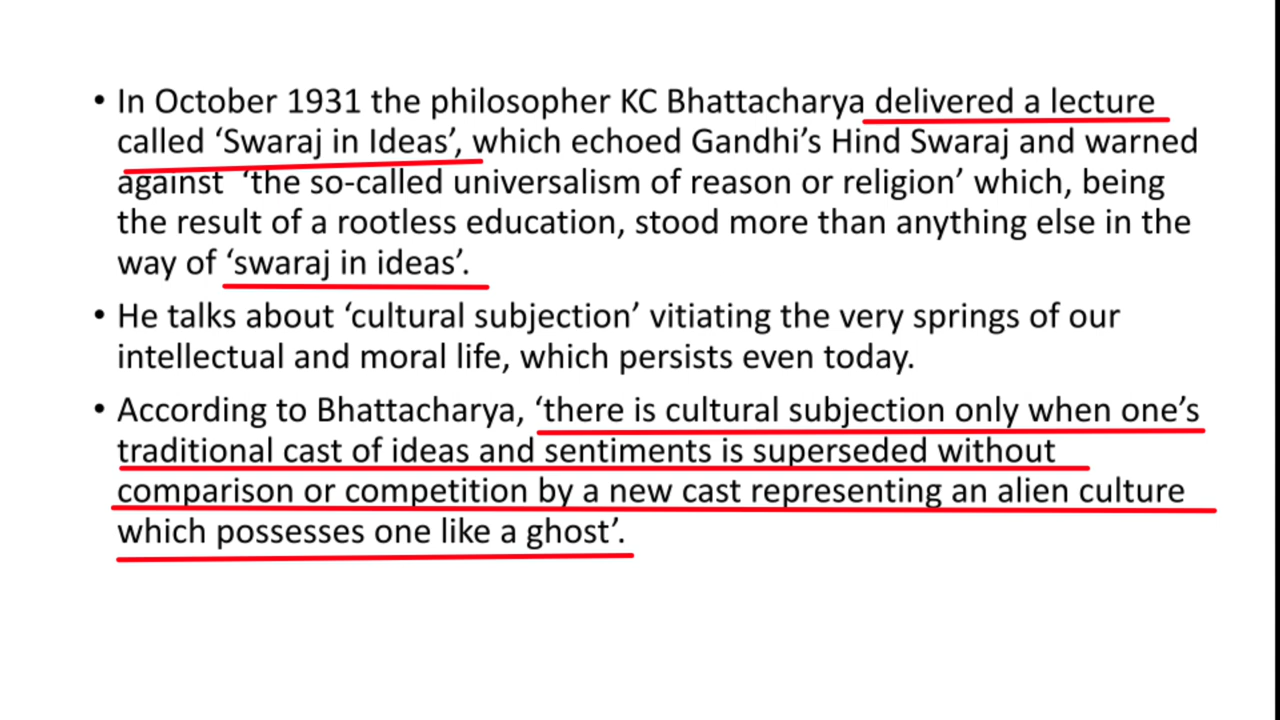 • In October 1931 the philosopher KC Bhattacharya delivered a lecture
called ‘Swaraj in Ideas’, which echoed Gandhi’s Hind Swaraj and warned
against ‘the so-called universalism of reason or religion’ which, being
the result of a rootless education, stood more than anything else in the
way of ‘swaraj in ideas’.
• He talks about ‘cultural subjection’ vitiating the very springs of our
intellectual and moral life, which persists even today.
• According to Bhattacharya, ‘there is cultural subjection only when one’s
traditional cast of ideas and sentiments is superseded without
comparison or competition by a new cast representing an alien culture
which possesses one like a ghost’.